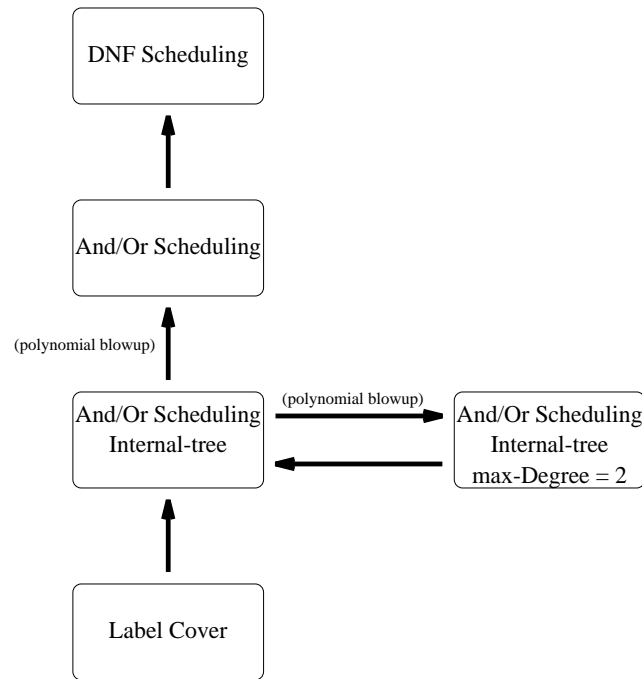 DNF Scheduling
And/Or Scheduling
(polynomial blowup)
And/Or Scheduling
Internal-tree
(polynomial blowup)
And/Or Scheduling
Internal-tree
max-Degree = 2
Label Cover